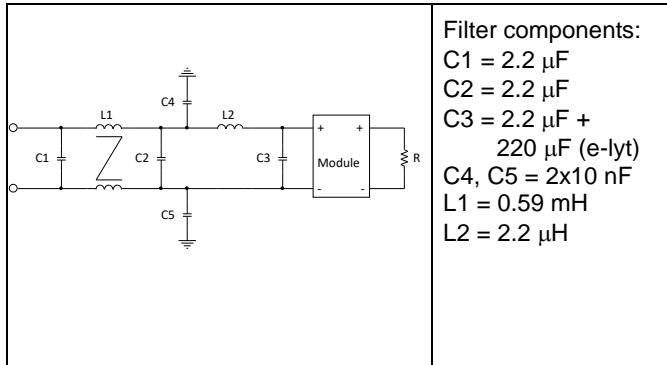 C4
L1
L2
C1
C2
C3
+
+
Module
-
-
R
C5
Filter components:
C1 = 2.2 μF
C2 = 2.2 μF
C3 = 2.2 μF +
220 μF (e-lyt)
C4, C5 = 2x10 nF
L1 = 0.59 mH
L2 = 2.2 μH